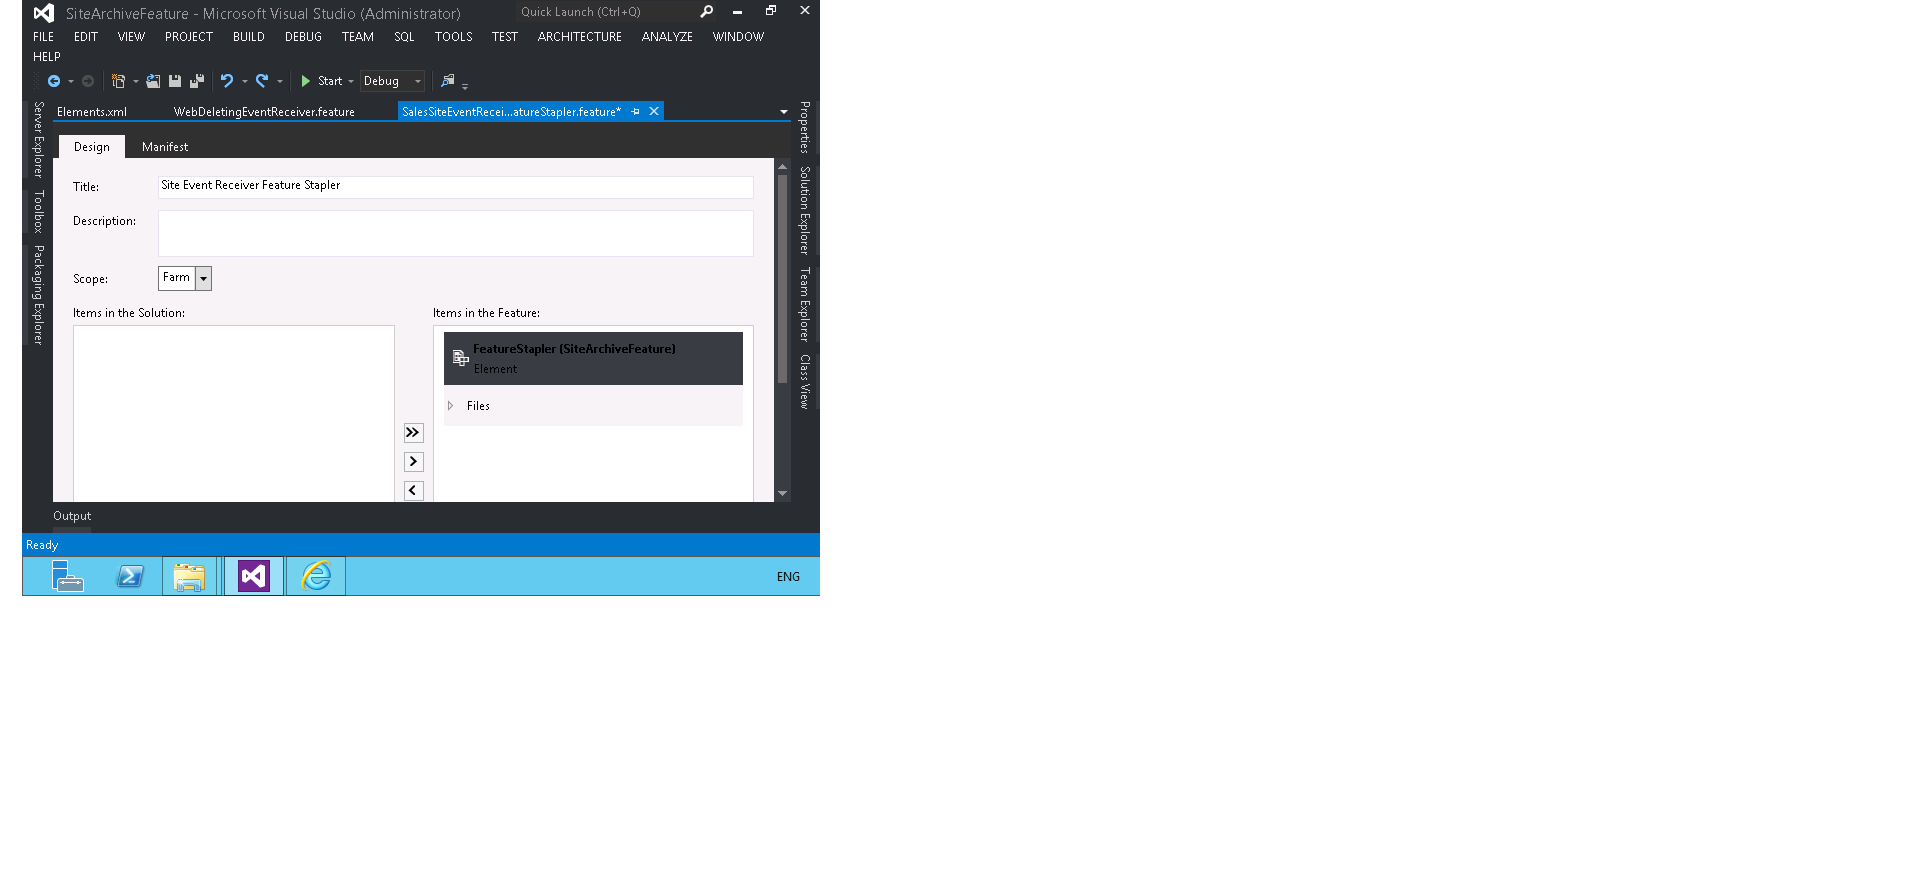 SiteArchiveFeature - Microsoft Visual Studio (Administrator)
Quick Launch (Ctrl+Q)
FILE EDIT VIEW PROJECT BUILD DEBUG TEAM SQL TOOLS TEST ARCHITECTURE ANALYZE WINDOW
HELP
Start Debug
Elements.xml WebDeletingEventReceiver.feature SalesSiteEventRecei...atureStapler.feature*
Server Explorer
Toolbox
Packaging Explorer
Design Manifest
Title: Site Event Receiver Feature Stapler
Description:
Scope: Farm
Items in the Solution: Items in the Feature:
FeatureStapler (SiteArchiveFeature)
Element
Files
Properties
Solution Explorer
Team Explorer
Class View
Output
Ready
ENG